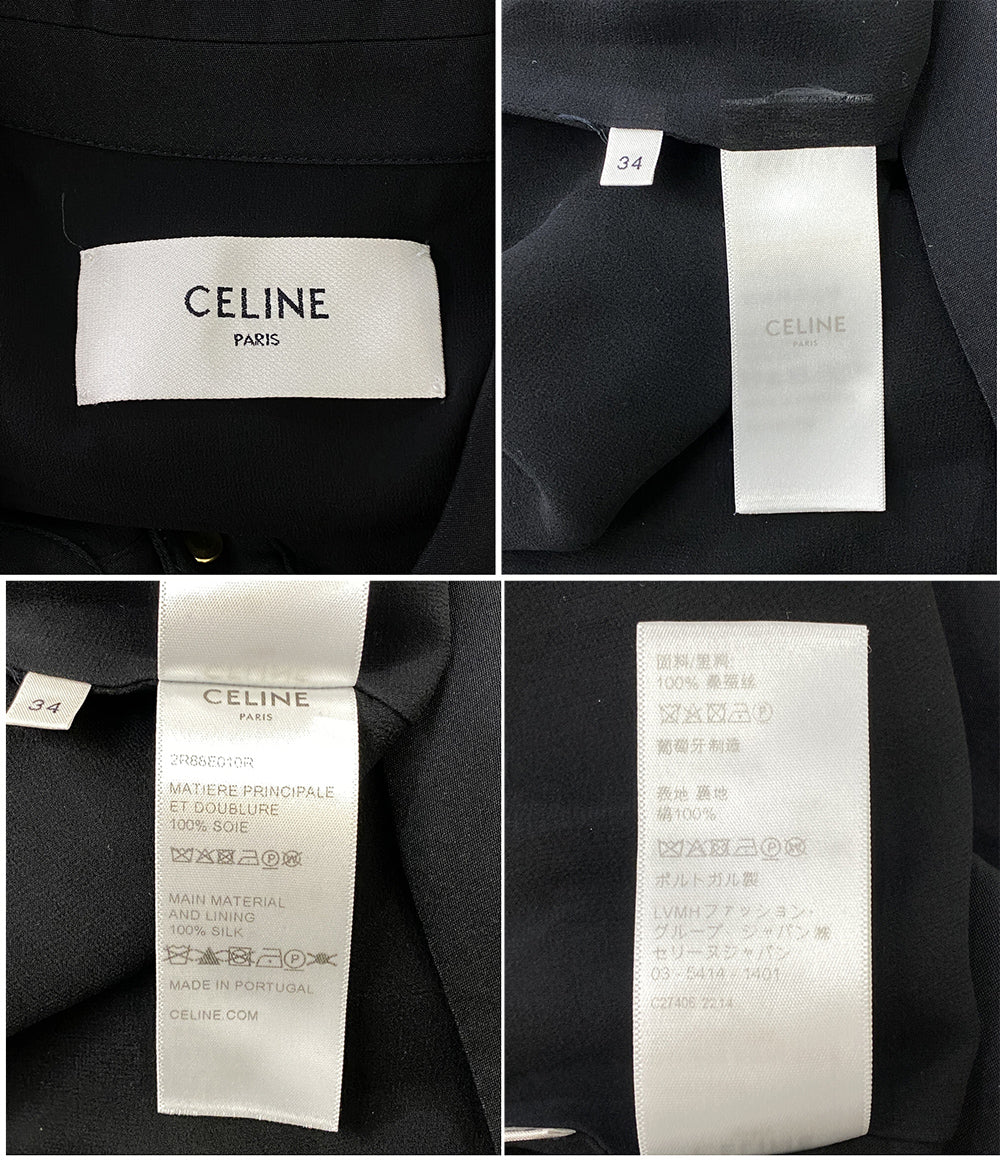 CELINE
PARIS
34
CELINE
PARIS
34
CELINE
PARIS
2R88E010R
MATIERE PRINCIPALE
ET DOUBLURE
100% SOIE
MAIN MATERIAL
AND LINING
100% SILK
MADE IN PORTUGAL
CELINE.COM
面料/里料:
100% 桑蚕丝
葡萄牙制造
表地 裏地
絹100%
ポルトガル製
LVMHファッション・
グループ・ジャパン㈱
セリーヌジャパン
03-5414-1401
C27406 2214